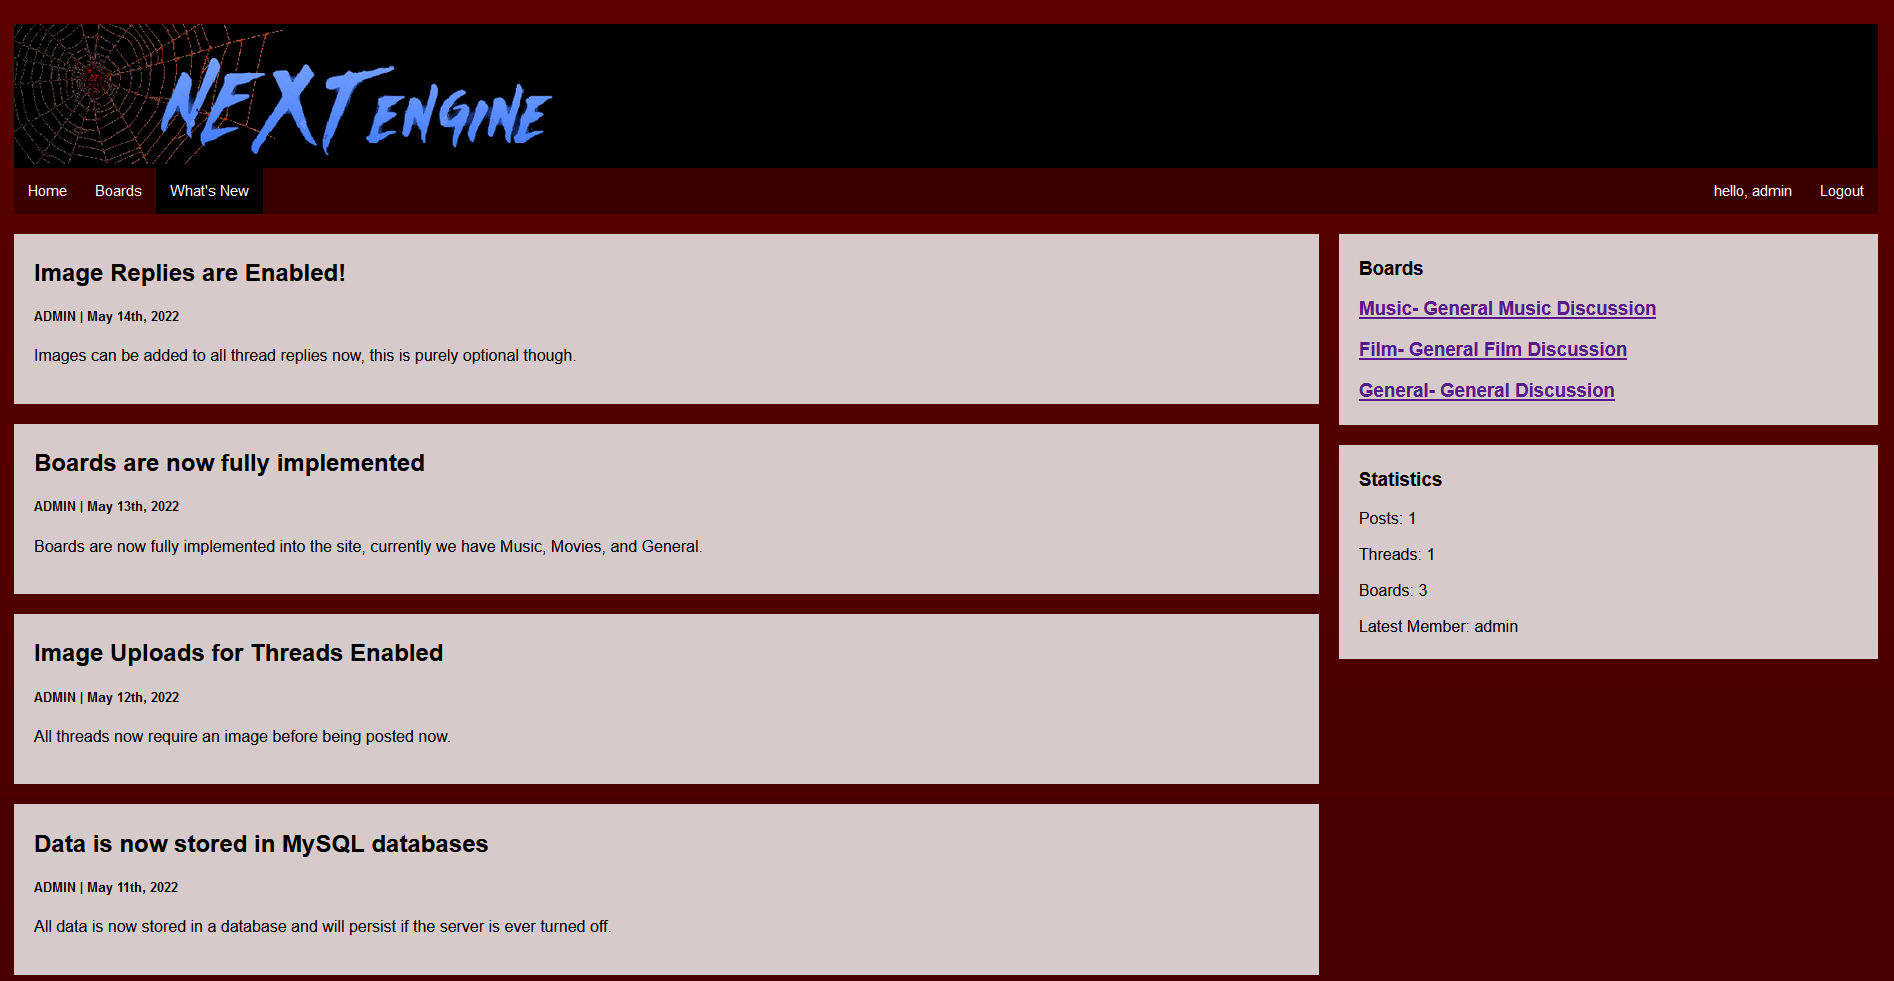 NEXT ENGINE
Home Boards What's New hello, admin Logout
Image Replies are Enabled!
ADMIN | May 14th, 2022
Images can be added to all thread replies now, this is purely optional though.
Boards are now fully implemented
ADMIN | May 13th, 2022
Boards are now fully implemented into the site, currently we have Music, Movies, and General.
Image Uploads for Threads Enabled
ADMIN | May 12th, 2022
All threads now require an image before being posted now.
Data is now stored in MySQL databases
ADMIN | May 11th, 2022
All data is now stored in a database and will persist if the server is ever turned off.
Boards
Music- General Music Discussion
Film- General Film Discussion
General- General Discussion
Statistics
Posts: 1
Threads: 1
Boards: 3
Latest Member: admin